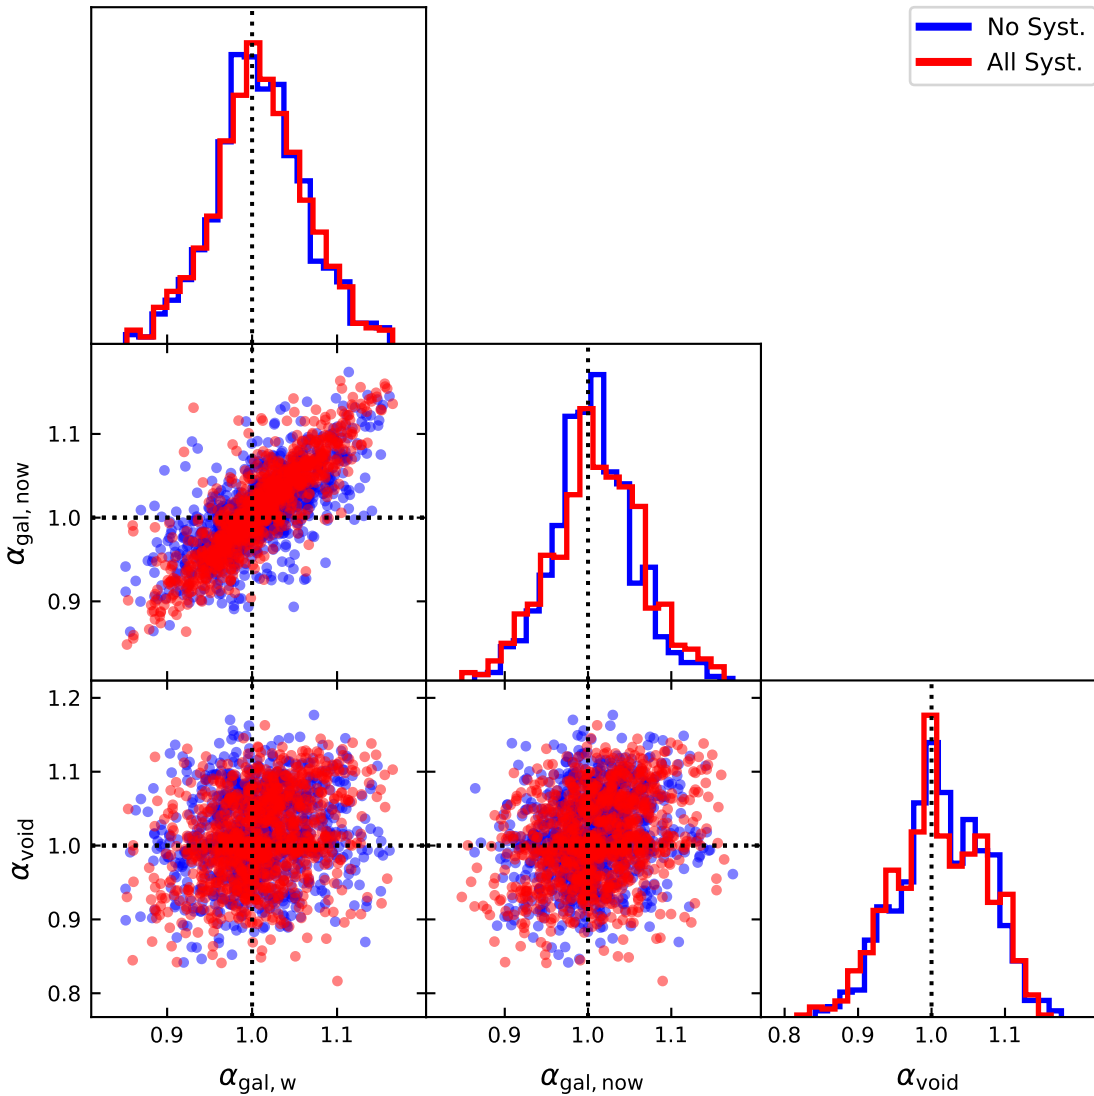 No Syst.
All Syst.
α_gal, now
1.1
1.0
0.9
α_void
1.2
1.1
1.0
0.9
0.8
0.9 1.0 1.1
0.9 1.0 1.1
0.8 0.9 1.0 1.1
α_gal, w
α_gal, now
α_void